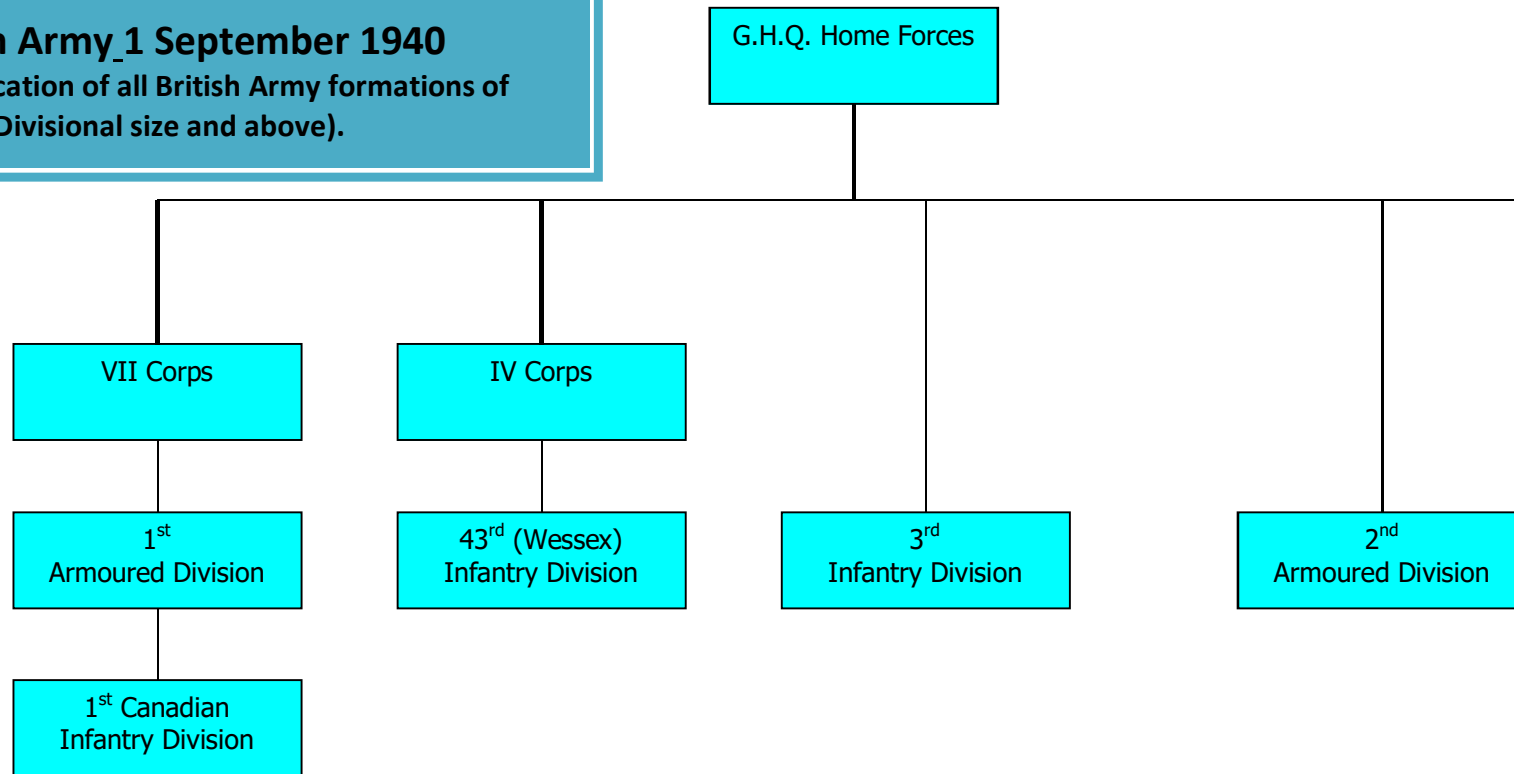 Army 1 September 1940
of all British Army formations of
Divisional size and above).
G.H.Q. Home Forces
VII Corps
IV Corps
1st
Armoured Division
43rd (Wessex)
Infantry Division
3rd
Infantry Division
2nd
Armoured Division
1st Canadian
Infantry Division